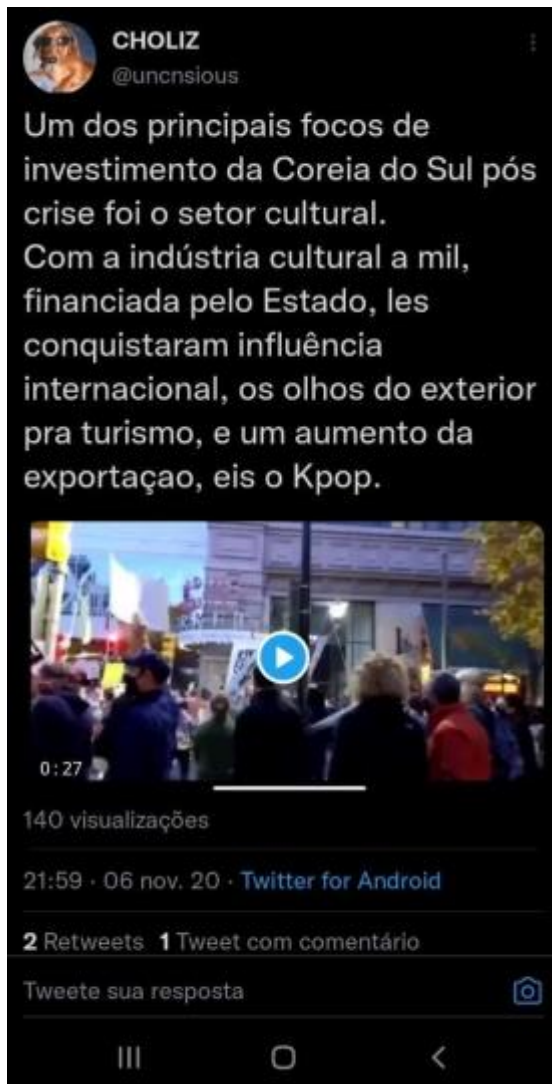 CHOLIZ
@uncnsious
Um dos principais focos de
investimento da Coreia do Sul pós
crise foi o setor cultural.
Com a indústria cultural a mil,
financiada pelo Estado, les
conquistaram influência
internacional, os olhos do exterior
pra turismo, e um aumento da
exportaçao, eis o Kpop.
0:27
140 visualizações
21:59 · 06 nov. 20 · Twitter for Android
2 Retweets 1 Tweet com comentário
Tweete sua resposta